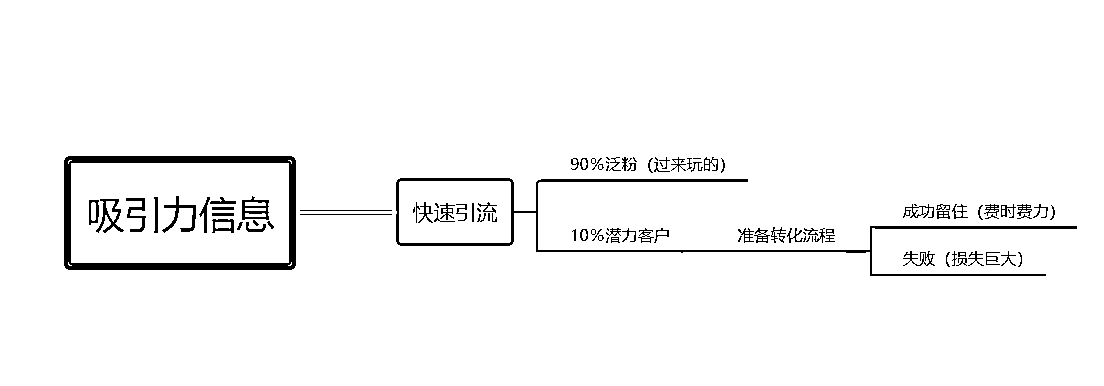 吸引力信息
快速引流
90%泛粉（过来玩的）
10%潜力客户
准备转化流程
成功留住（费时费力）
失败（损失巨大）